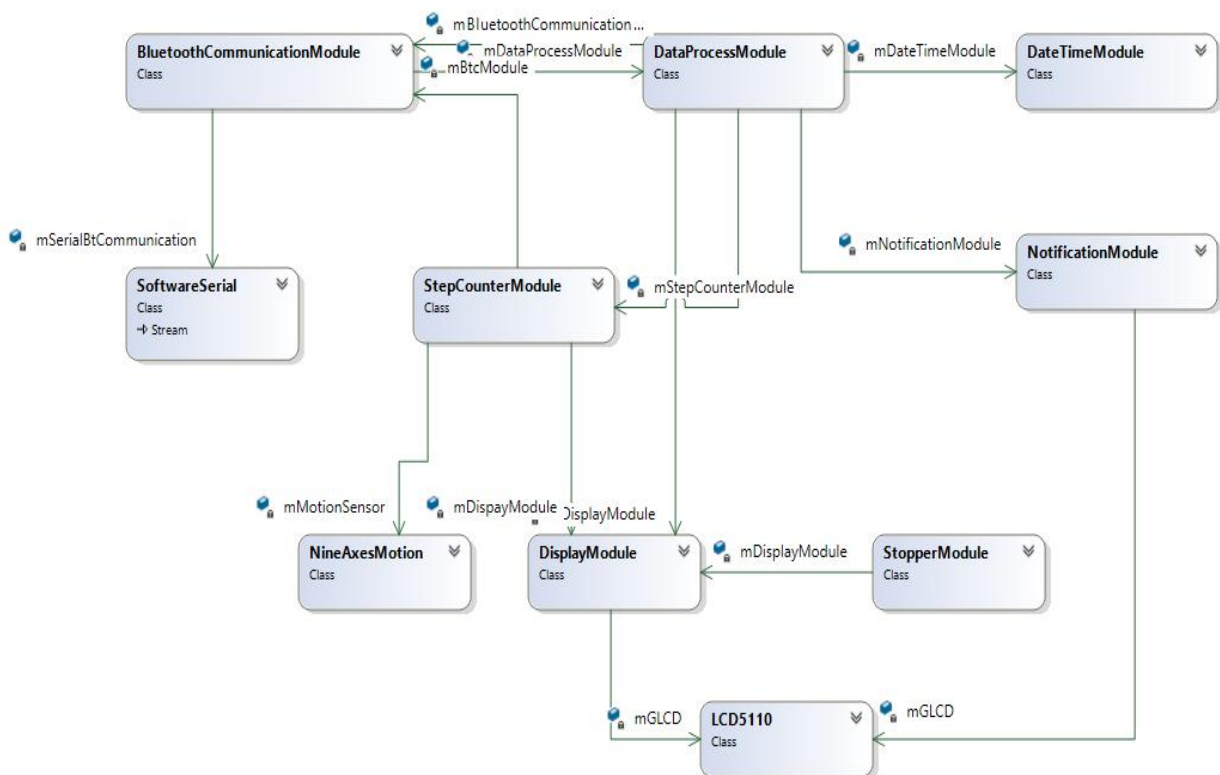 mBluetoothCommunication...
BluetoothCommunicationModule
Class
mDataProcessModule
mBtcModule
DataProcessModule
Class
mDateTimeModule
DateTimeModule
Class
mSerialBtCommunication
mNotificationModule
NotificationModule
Class
SoftwareSerial
Class
Stream
StepCounterModule
Class
mStepCounterModule
mMotionSensor
mDispayModule
DisplayModule
NineAxesMotion
Class
DisplayModule
Class
mDisplayModule
StopperModule
Class
mGLCD
LCD5110
Class
mGLCD